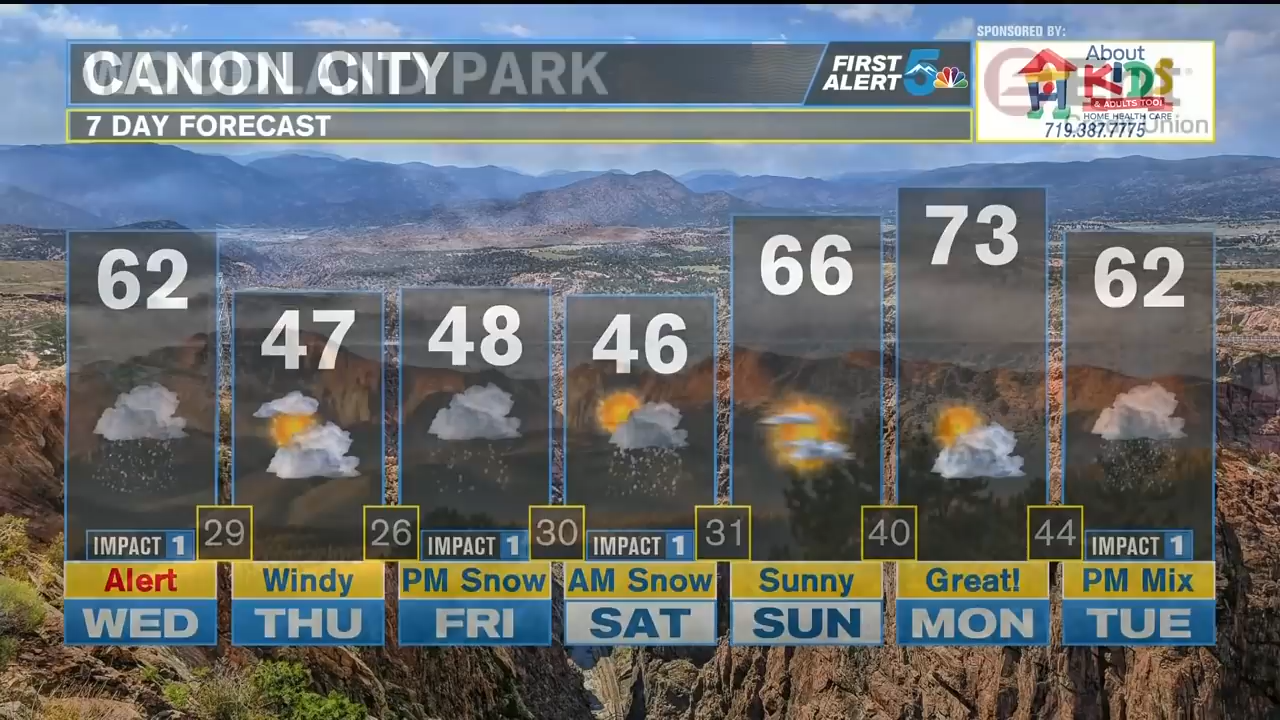 CANON CITY
WOODLAND PARK
7 DAY FORECAST
FIRST
ALERT 5
SPONSORED BY:
About
KIDS
& ADULTS TOO!
HOME HEALTH CARE
719.387.7775
Union
62 47 48 46 66 73 62
29 26 30 31 40 44
IMPACT 1 IMPACT 1 IMPACT 1 IMPACT 1
Alert Windy PM Snow AM Snow Sunny Great! PM Mix
WED THU FRI SAT SUN MON TUE